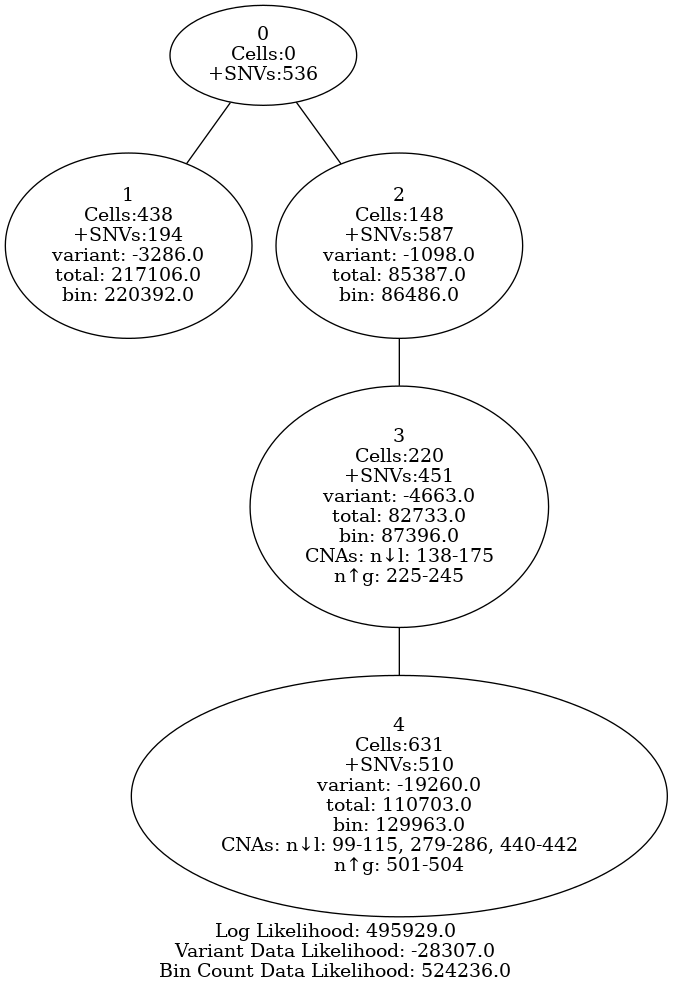 0
Cells:0
+SNVs:536
1
Cells:438
+SNVs:194
variant: -3286.0
total: 217106.0
bin: 220392.0
2
Cells:148
+SNVs:587
variant: -1098.0
total: 85387.0
bin: 86486.0
3
Cells:220
+SNVs:451
variant: -4663.0
total: 82733.0
bin: 87396.0
CNAs: n↓l: 138-175
n↑g: 225-245
4
Cells:631
+SNVs:510
variant: -19260.0
total: 110703.0
bin: 129963.0
CNAs: n↓l: 99-115, 279-286, 440-442
n↑g: 501-504
Log Likelihood: 495929.0
Variant Data Likelihood: -28307.0
Bin Count Data Likelihood: 524236.0